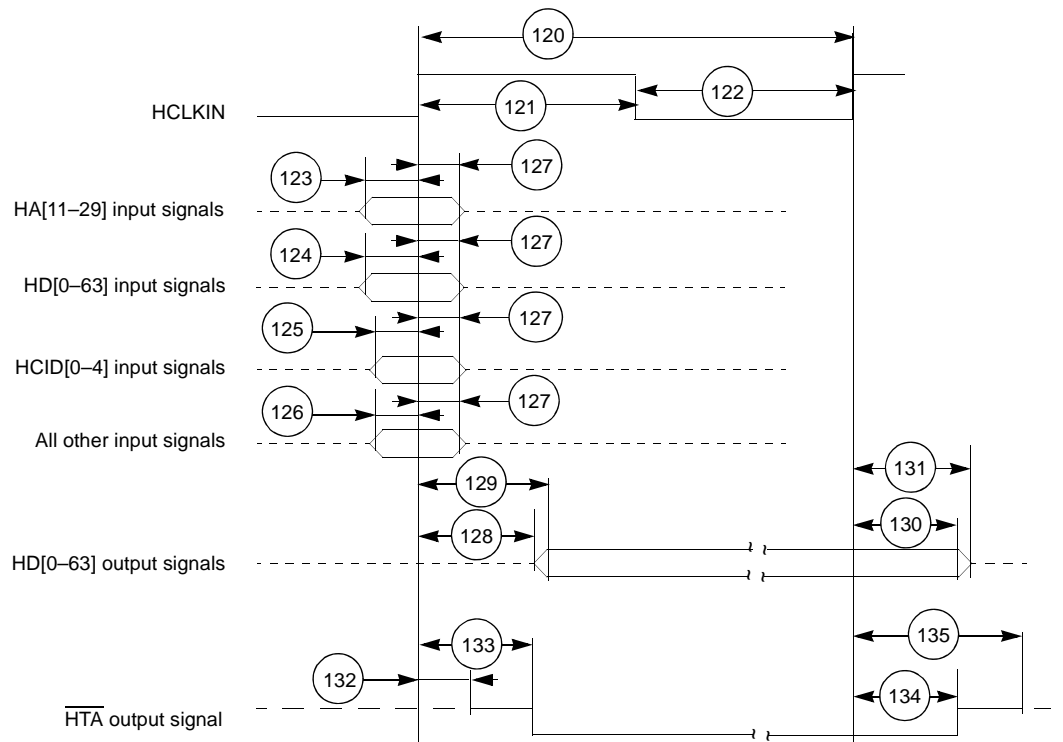 120
121
122
HCLKIN
123
127
HA[11–29] input signals
124
127
HD[0–63] input signals
125
127
HCID[0–4] input signals
126
127
All other input signals
129
131
128
130
HD[0–63] output signals
133
135
132
134
HTA output signal